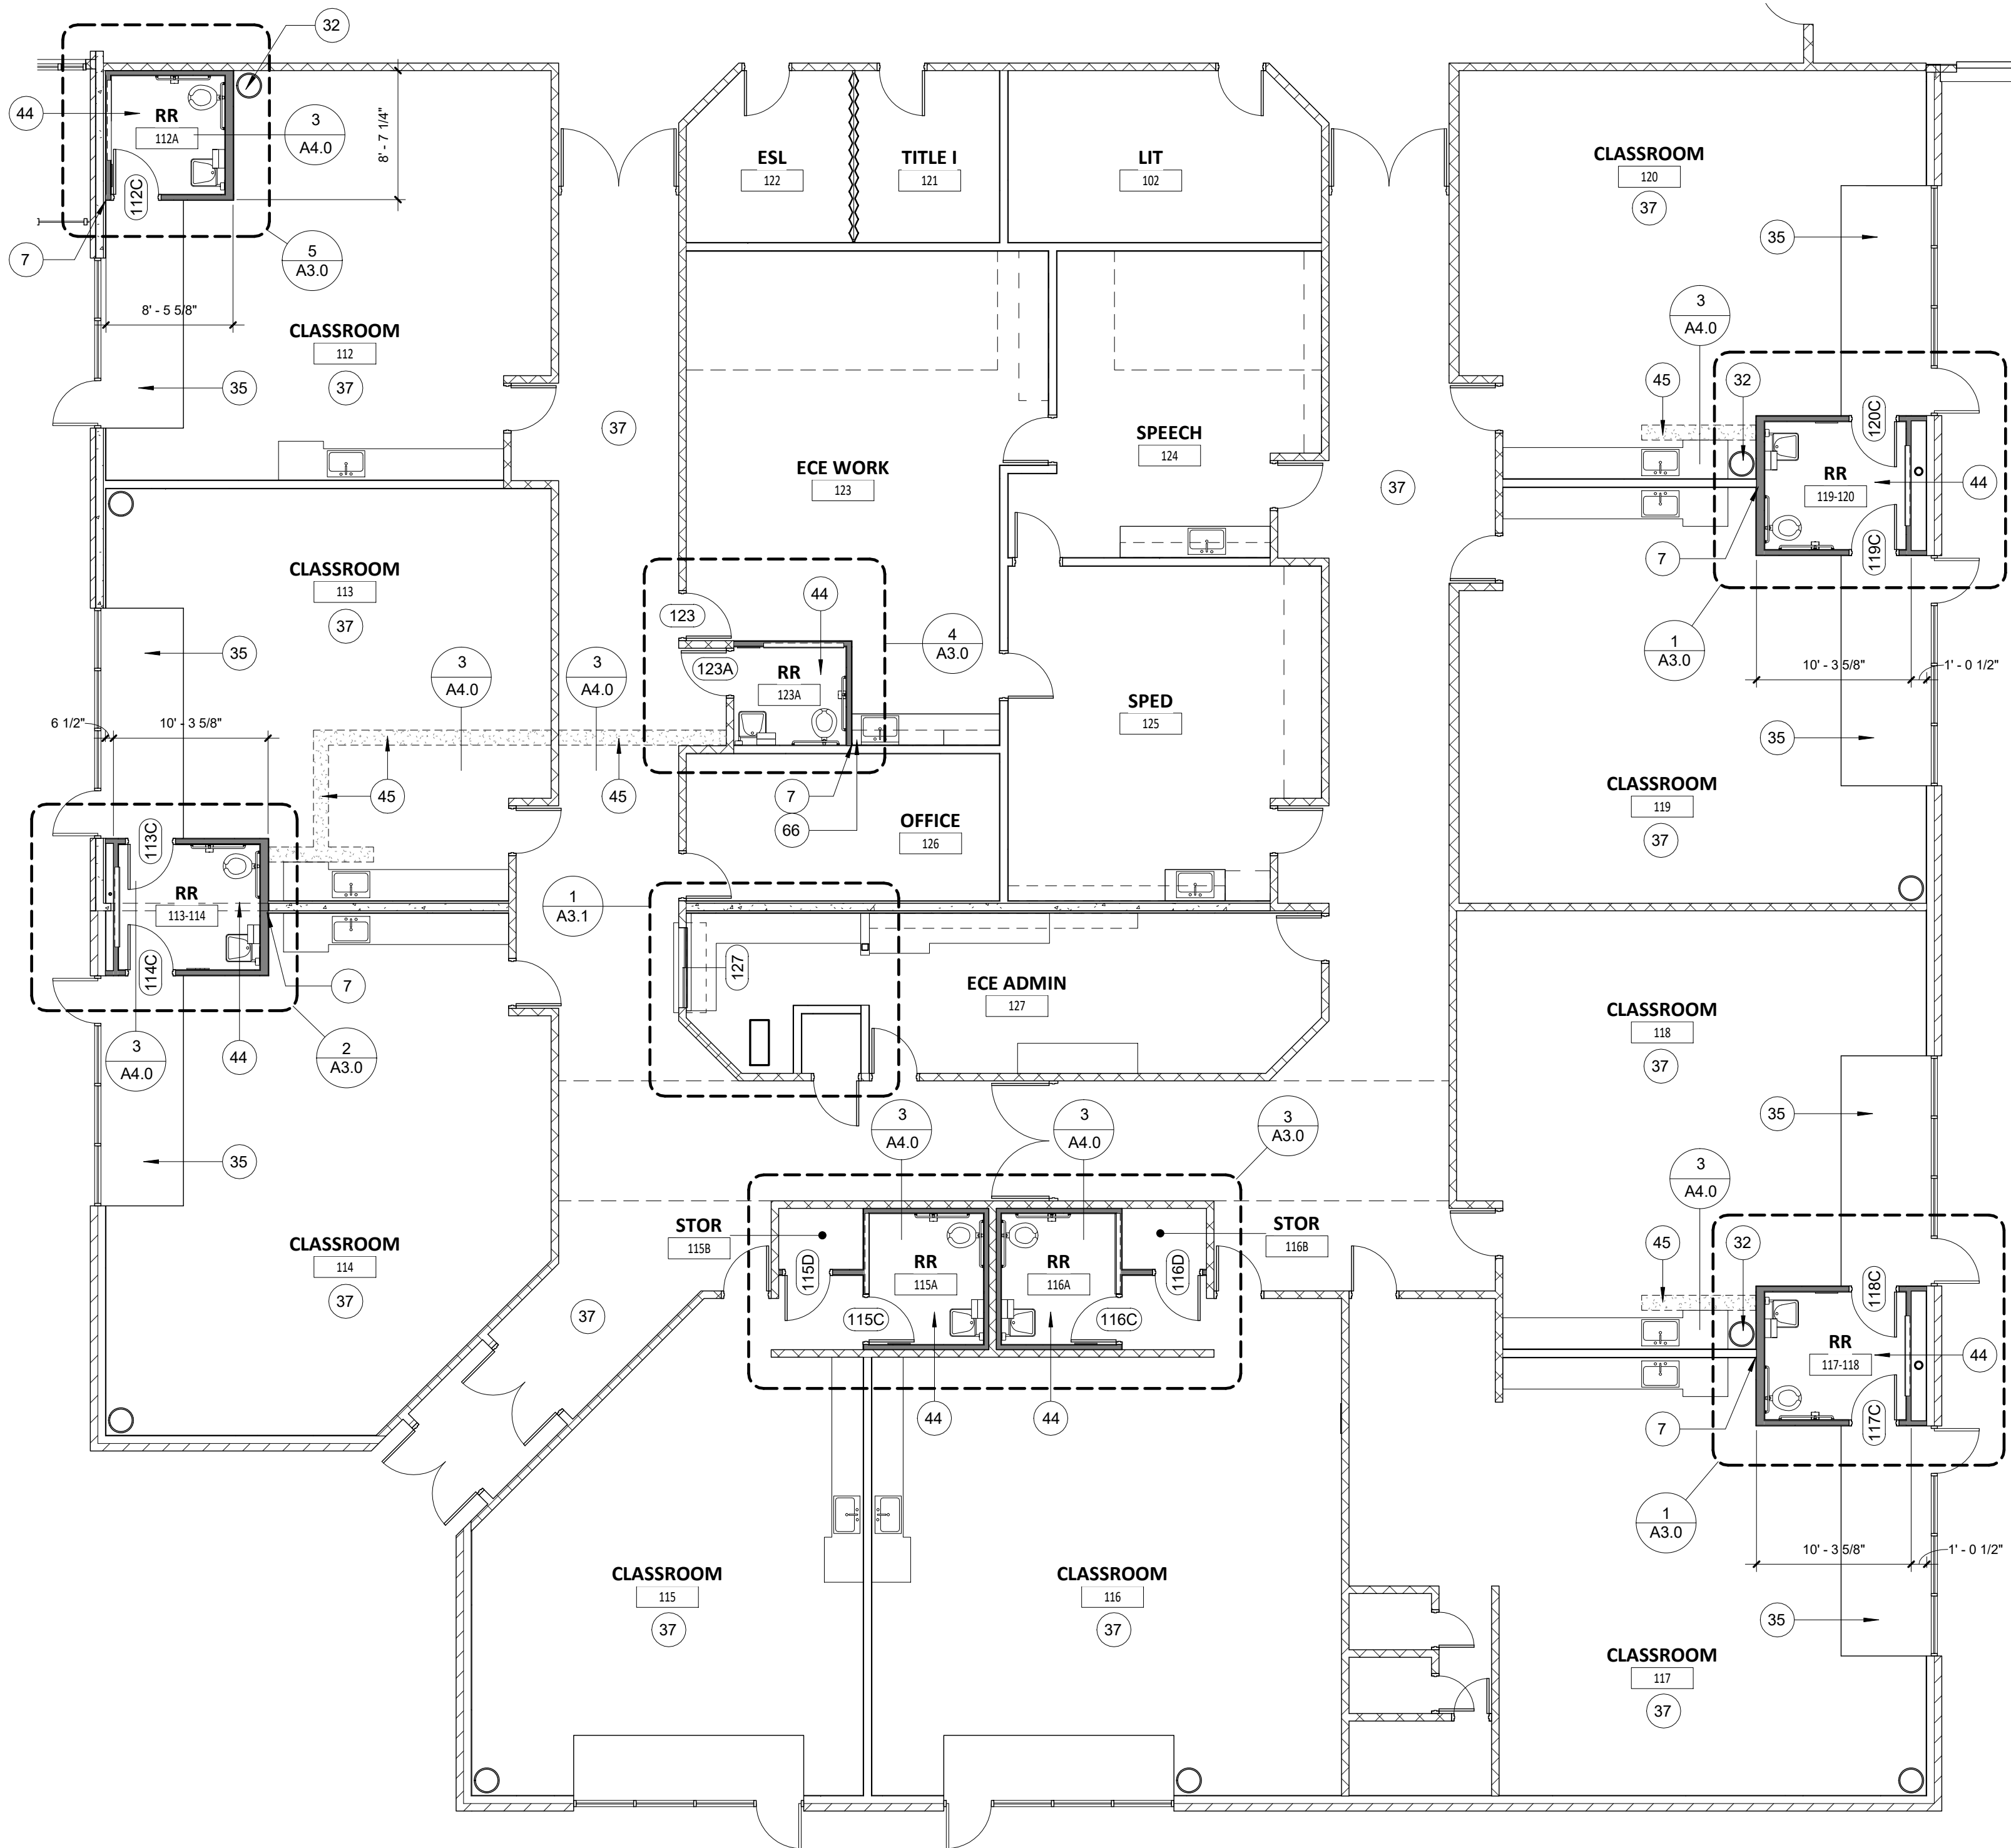 32
44
RR
112A
3
A4.0
8' - 7 1/4"
112C
7
5
A3.0
8' - 5 5/8"
CLASSROOM
112
37
35
ESL
122
TITLE I
121
LIT
102
CLASSROOM
120
37
35
3
A4.0
45
32
120C
RR
119-120
44
119C
7
1
A3.0
10' - 3 5/8"
1' - 0 1/2"
35
37
37
ECE WORK
123
SPEECH
124
CLASSROOM
113
37
35
3
A4.0
3
A4.0
123
44
123A
RR
123A
4
A3.0
SPED
125
6 1/2"
10' - 3 5/8"
45
45
7
66
OFFICE
126
CLASSROOM
119
37
113C
RR
113-114
114C
7
3
A4.0
44
2
A3.0
1
A3.1
127
ECE ADMIN
127
CLASSROOM
118
37
35
3
A4.0
3
A4.0
3
A3.0
35
CLASSROOM
114
37
37
STOR
115B
115D
RR
115A
115C
RR
116A
116C
116D
STOR
116B
44
44
3
A4.0
45
32
118C
RR
117-118
44
117C
7
1
A3.0
10' - 3 5/8"
1' - 0 1/2"
35
CLASSROOM
115
37
CLASSROOM
116
37
CLASSROOM
117
37